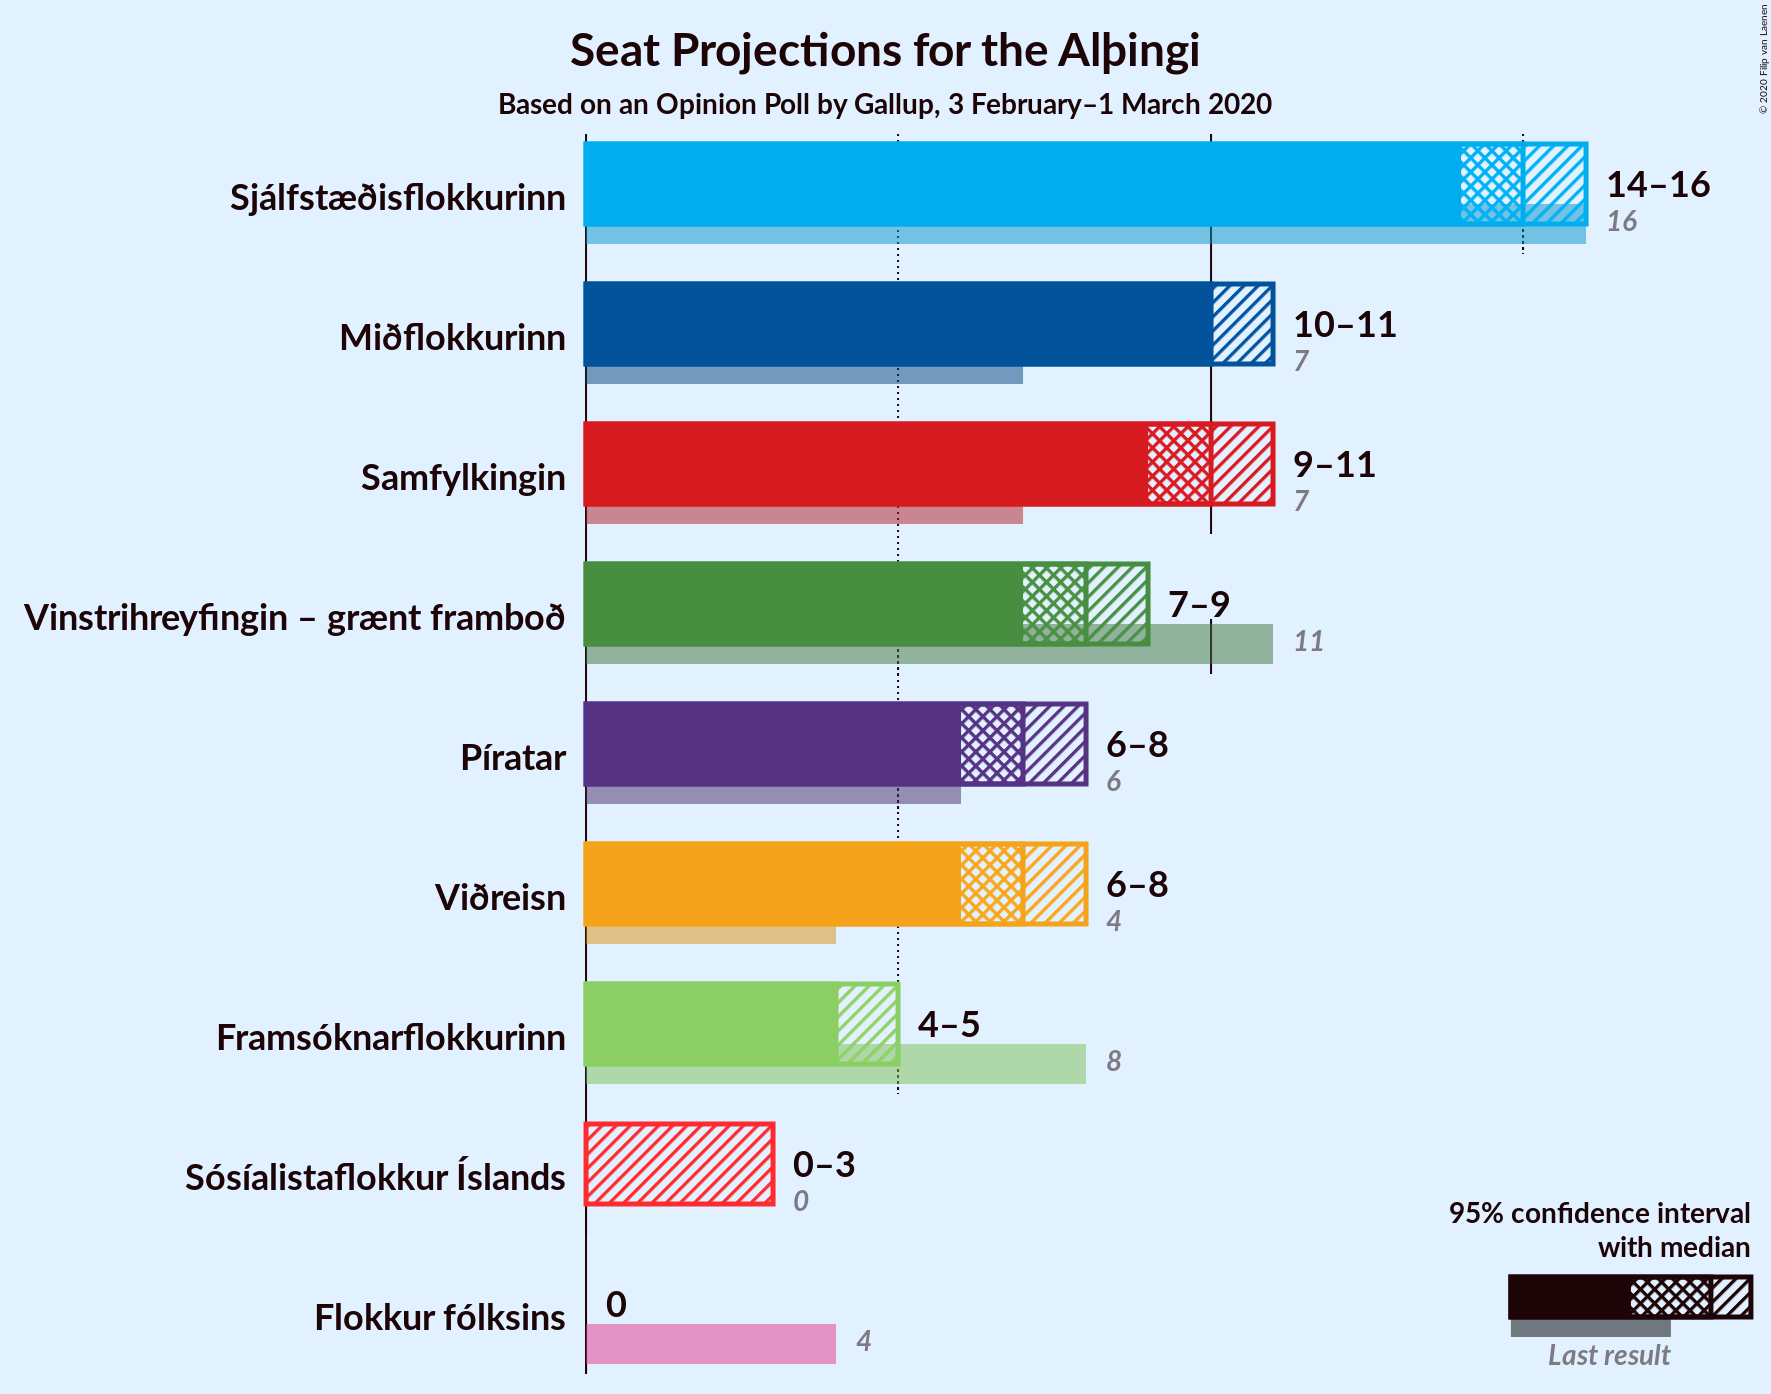 Seat Projections for the Alþingi
Based on an Opinion Poll by Gallup, 3 February–1 March 2020
© 2020 Filip van Laenen
Sjálfstæðisflokkurinn
14–16
16
Miðflokkurinn
10–11
7
Samfylkingin
9–11
7
Vinstrihreyfingin – grænt framboð
7–9
11
Píratar
6–8
6
Viðreisn
6–8
4
Framsóknarflokkurinn
4–5
8
Sósíalistaflokkur Íslands
0–3
0
Flokkur fólksins
0
4
95% confidence interval
with median
Last result